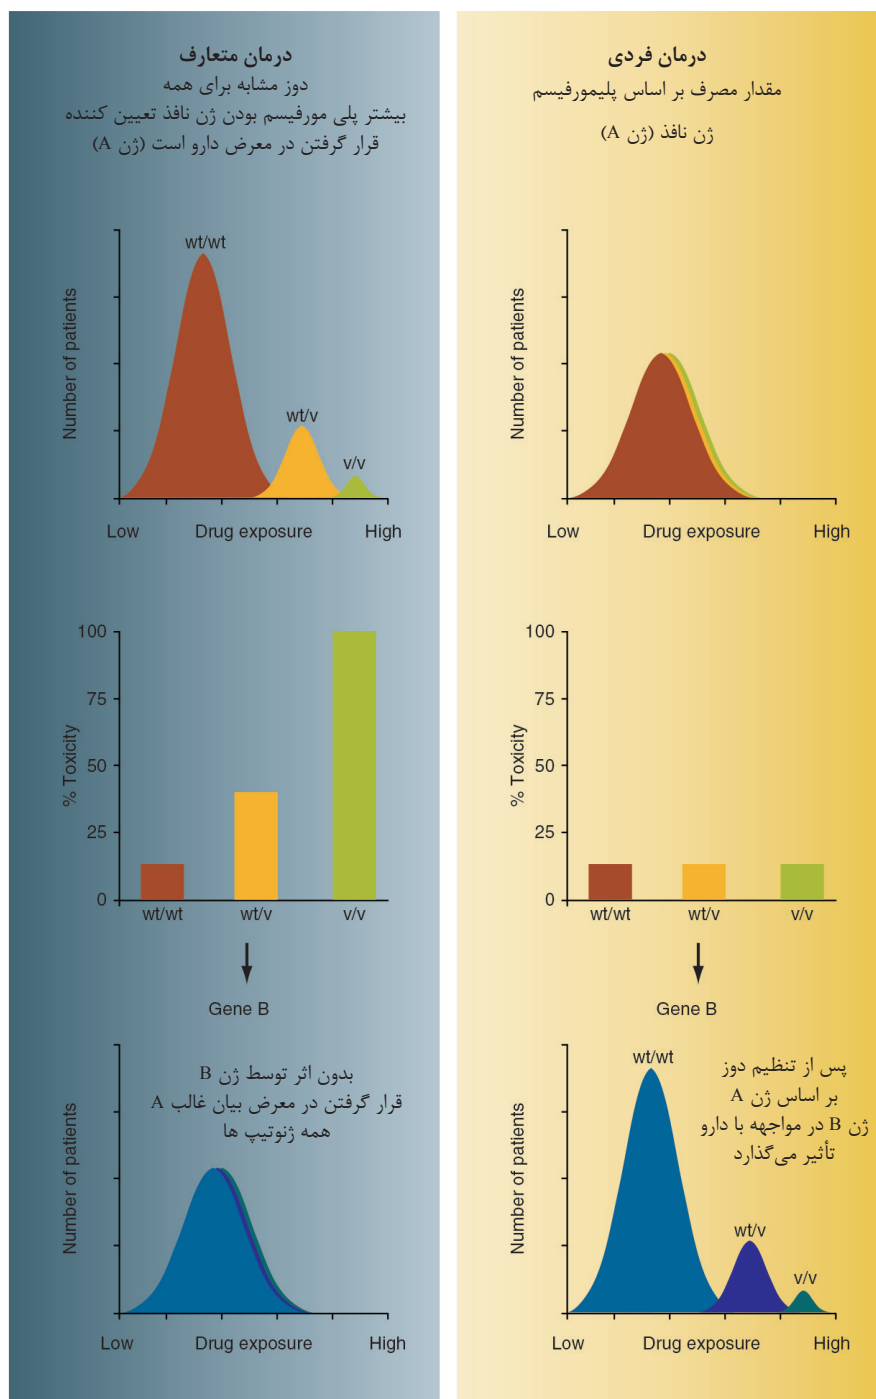 درمان متعارف
دوز مشابه برای همه
بیشتر پلی مورفیسم بودن ژن نافذ تعیین کننده
قرار گرفتن در معرض دارو است (ژن A)
Number of patients
wt/wt
wt/v
v/v
Low Drug exposure High
% Toxicity
100
75
50
25
0
wt/wt wt/v v/v
Gene B
بدون اثر توسط ژن B
قرار گرفتن در معرض بیان غالب A
همه ژنوتیپ ها
Number of patients
Low Drug exposure High
درمان فردی
مقدار مصرف بر اساس پلیمورفیسم
ژن نافذ (ژن A)
Number of patients
Low Drug exposure High
% Toxicity
100
75
50
25
0
wt/wt wt/v v/v
Gene B
wt/wt
پس از تنظیم دوز
بر اساس ژن A
ژن B در مواجهه با دارو
تأثیر می‌گذارد
wt/v
v/v
Number of patients
Low Drug exposure High